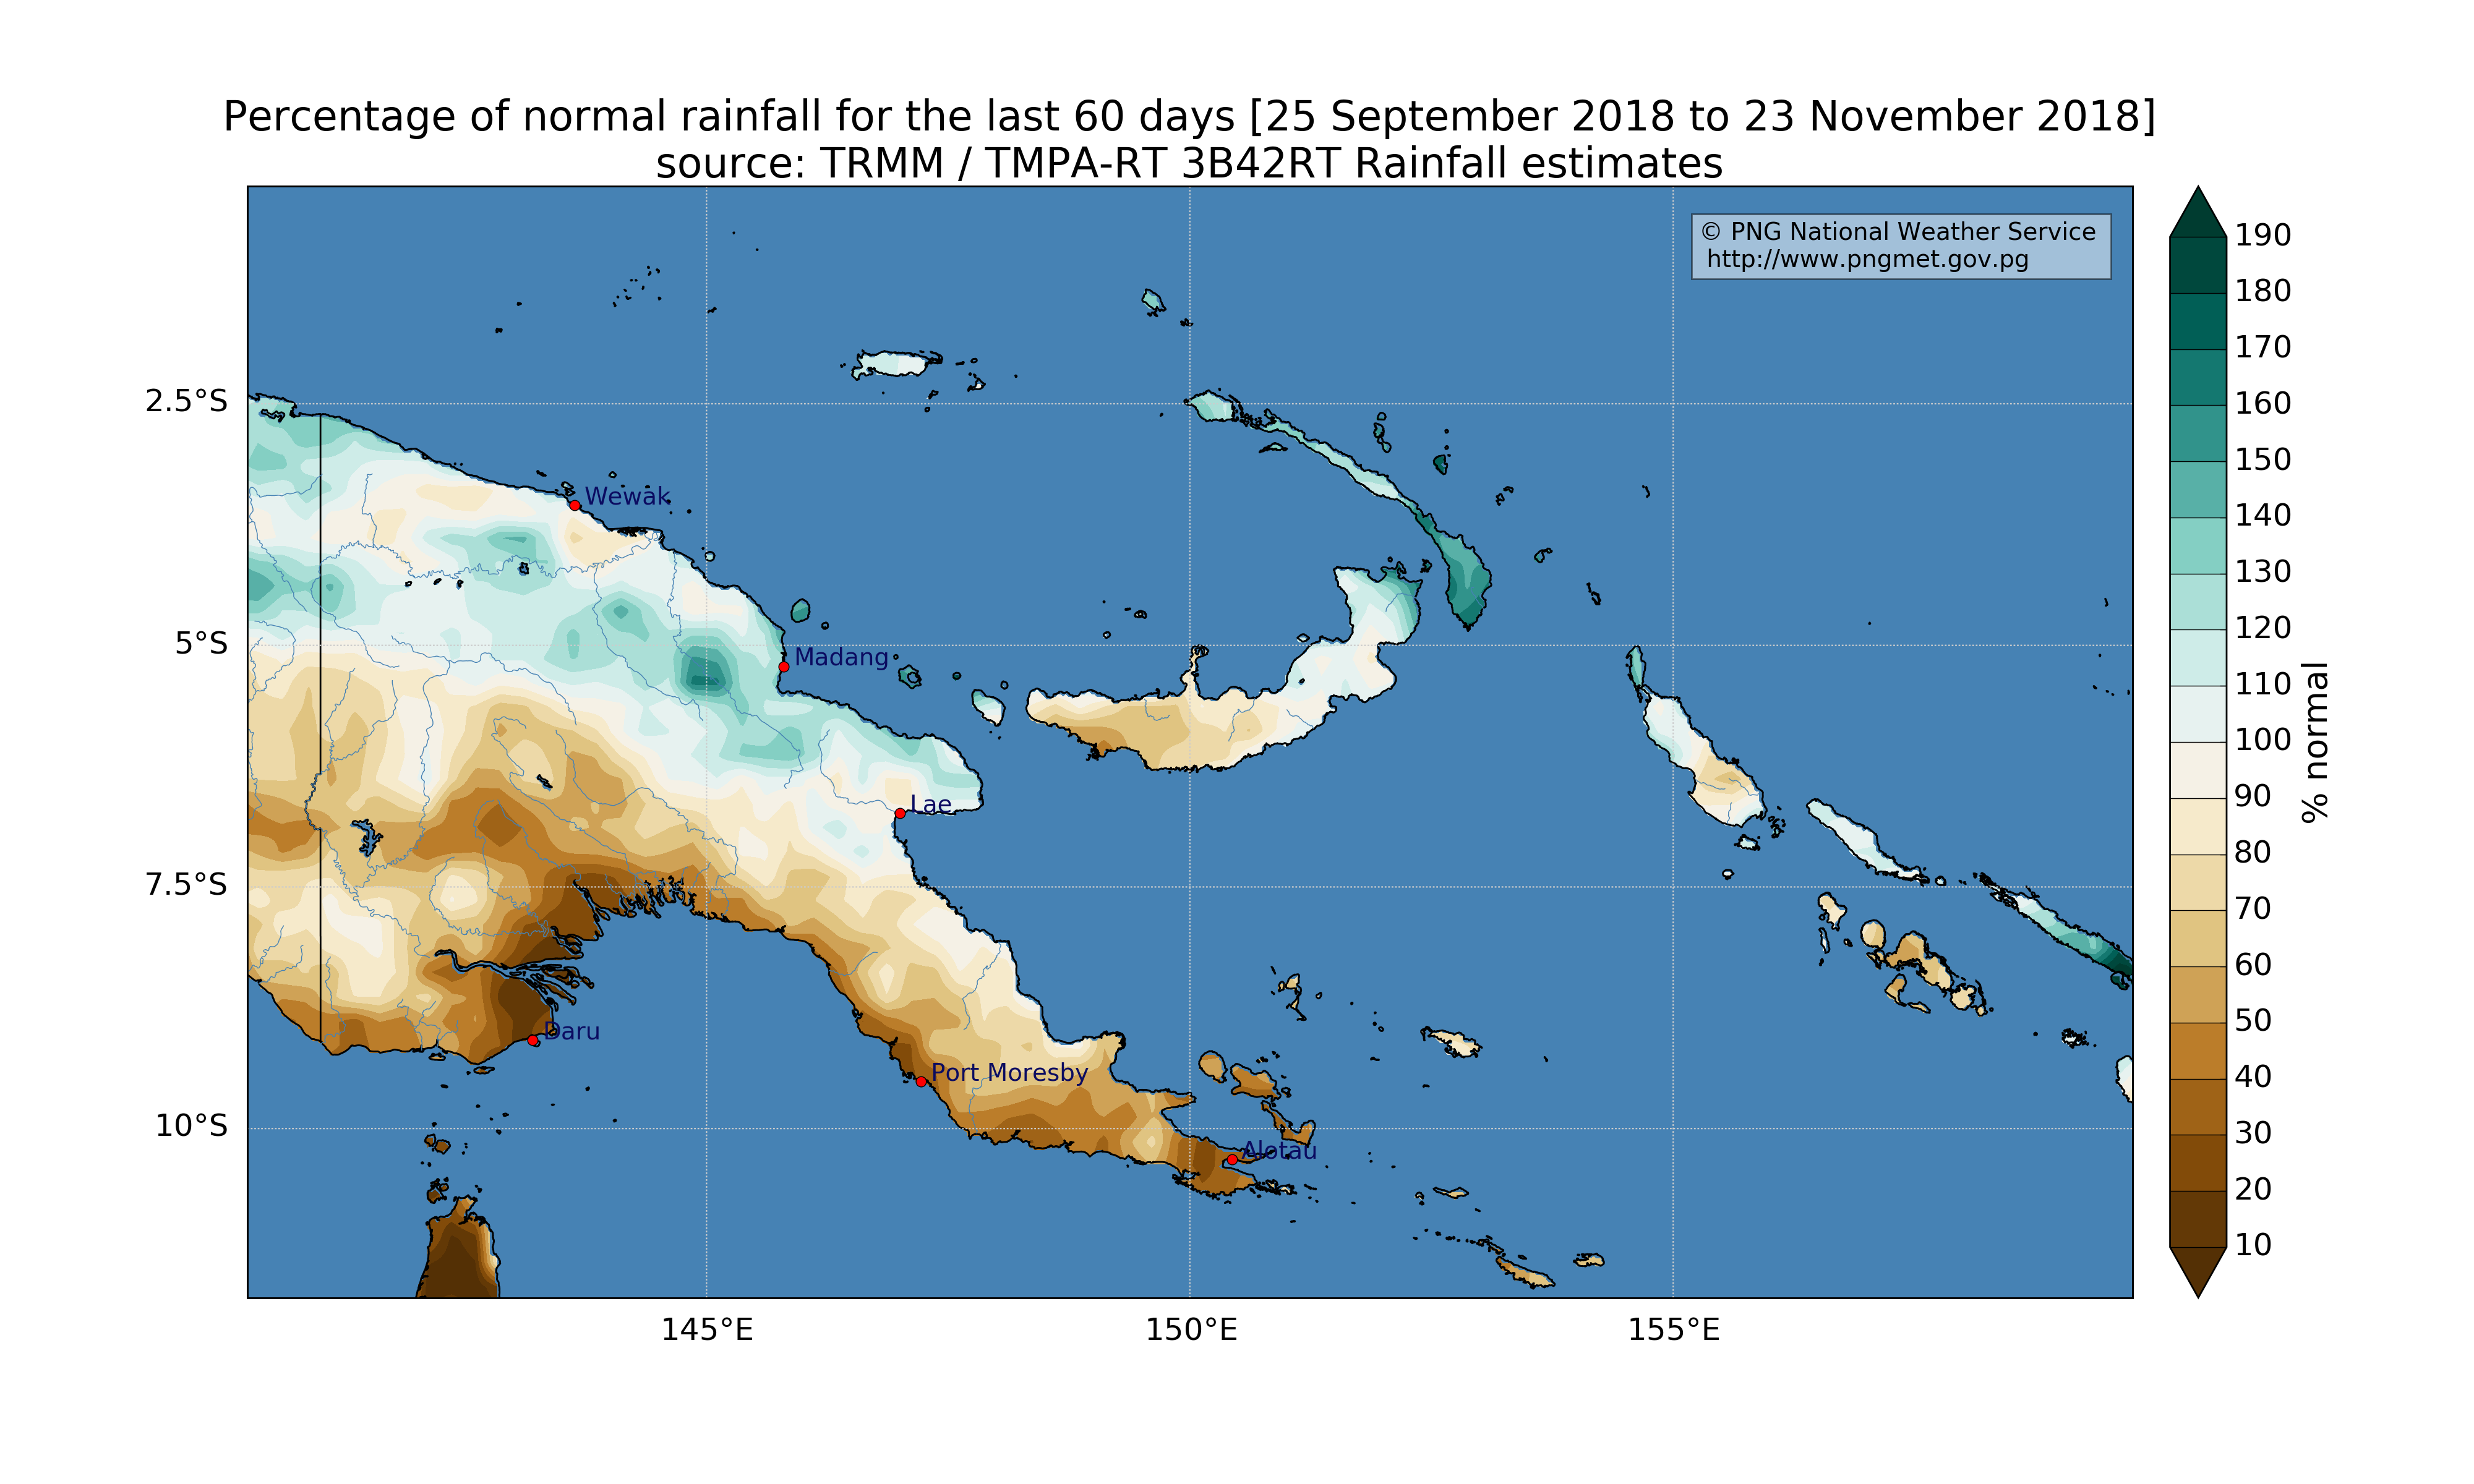 Percentage of normal rainfall for the last 60 days [25 September 2018 to 23 November 2018]
source: TRMM / TMPA-RT 3B42RT Rainfall estimates
© PNG National Weather Service
http://www.pngmet.gov.pg
2.5°S
5°S
7.5°S
10°S
Wewak
Madang
Lae
Daru
Port Moresby
Alotau
145°E
150°E
155°E
190
180
170
160
150
140
130
120
110
100
90
80
70
60
50
40
30
20
10
% normal